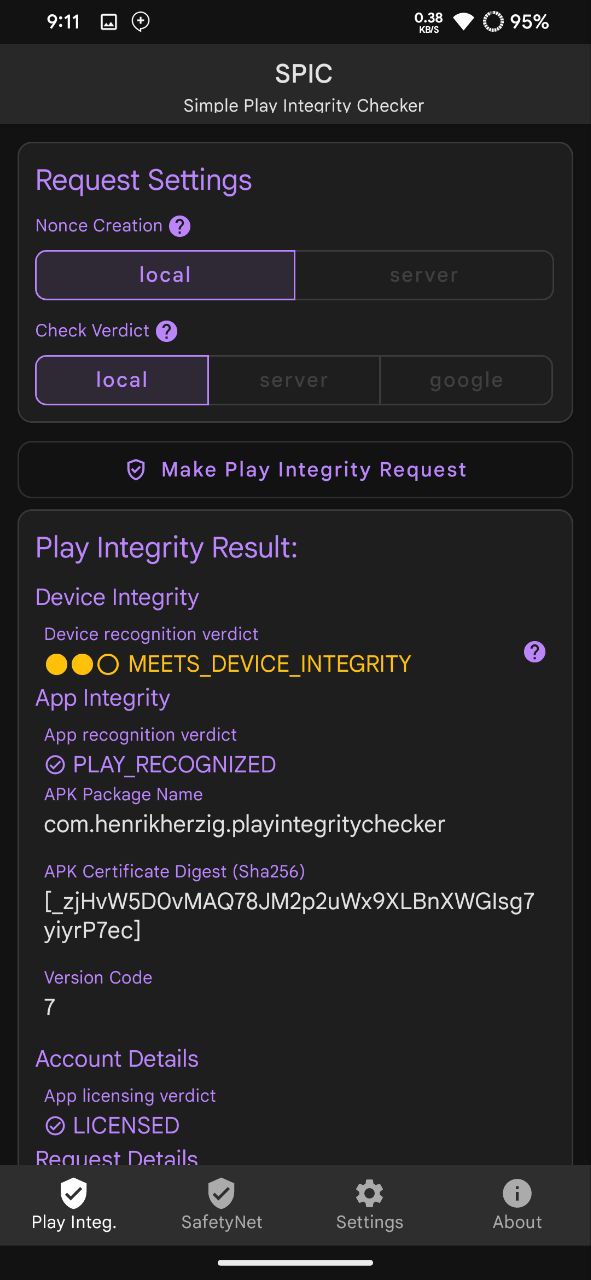 9:11 0.38 KB/S 95%
SPIC
Simple Play Integrity Checker
Request Settings
Nonce Creation ?
local server
Check Verdict ?
local server google
Make Play Integrity Request
Play Integrity Result:
Device Integrity
Device recognition verdict
MEETS_DEVICE_INTEGRITY ?
App Integrity
App recognition verdict
PLAY_RECOGNIZED
APK Package Name
com.henrikherzig.playintegritychecker
APK Certificate Digest (Sha256)
[_zjHvW5D0vMAQ78JM2p2uWx9XLBnXWGIsg7
yiyrP7ec]
Version Code
7
Account Details
App licensing verdict
LICENSED
Request Details
Play Integ. SafetyNet Settings About